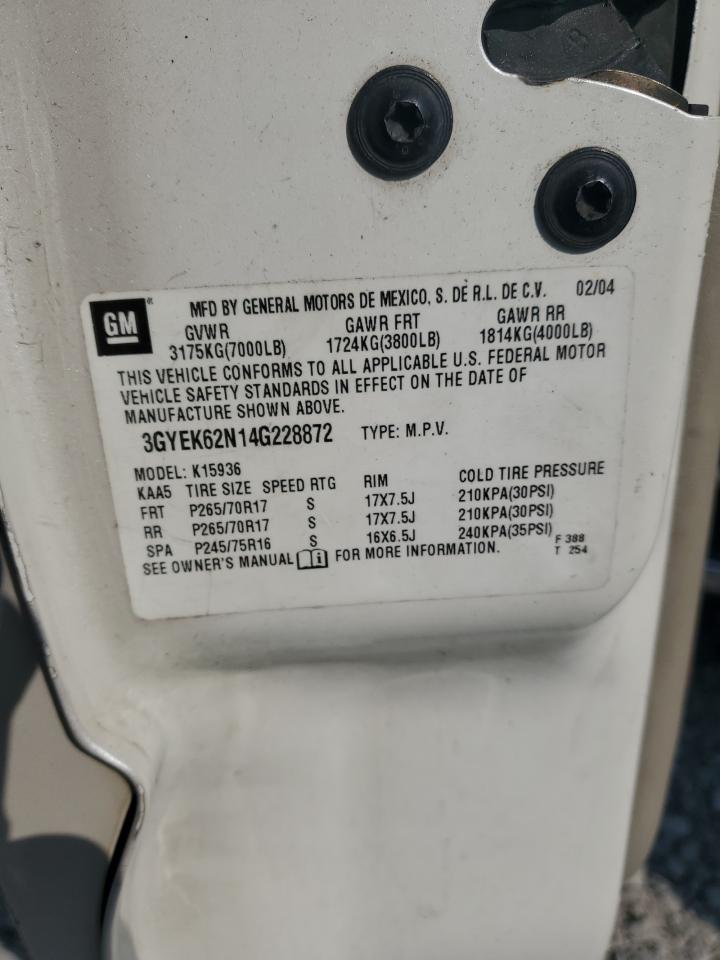 GM
MFD BY GENERAL MOTORS DE MEXICO, S. DE R.L. DE C.V. 02/04
GVWR GAWR FRT GAWR RR
3175KG(7000LB) 1724KG(3800LB) 1814KG(4000LB)
THIS VEHICLE CONFORMS TO ALL APPLICABLE U.S. FEDERAL MOTOR
VEHICLE SAFETY STANDARDS IN EFFECT ON THE DATE OF
MANUFACTURE SHOWN ABOVE.
3GYEK62N14G228872 TYPE: M.P.V.
MODEL: K15936
KAA5 TIRE SIZE SPEED RTG RIM COLD TIRE PRESSURE
FRT P265/70R17 S 17X7.5J 210KPA(30PSI)
RR P265/70R17 S 17X7.5J 210KPA(30PSI)
SPA P245/75R16 S 16X6.5J 240KPA(35PSI)
SEE OWNER'S MANUAL FOR MORE INFORMATION.
F 388
T 254